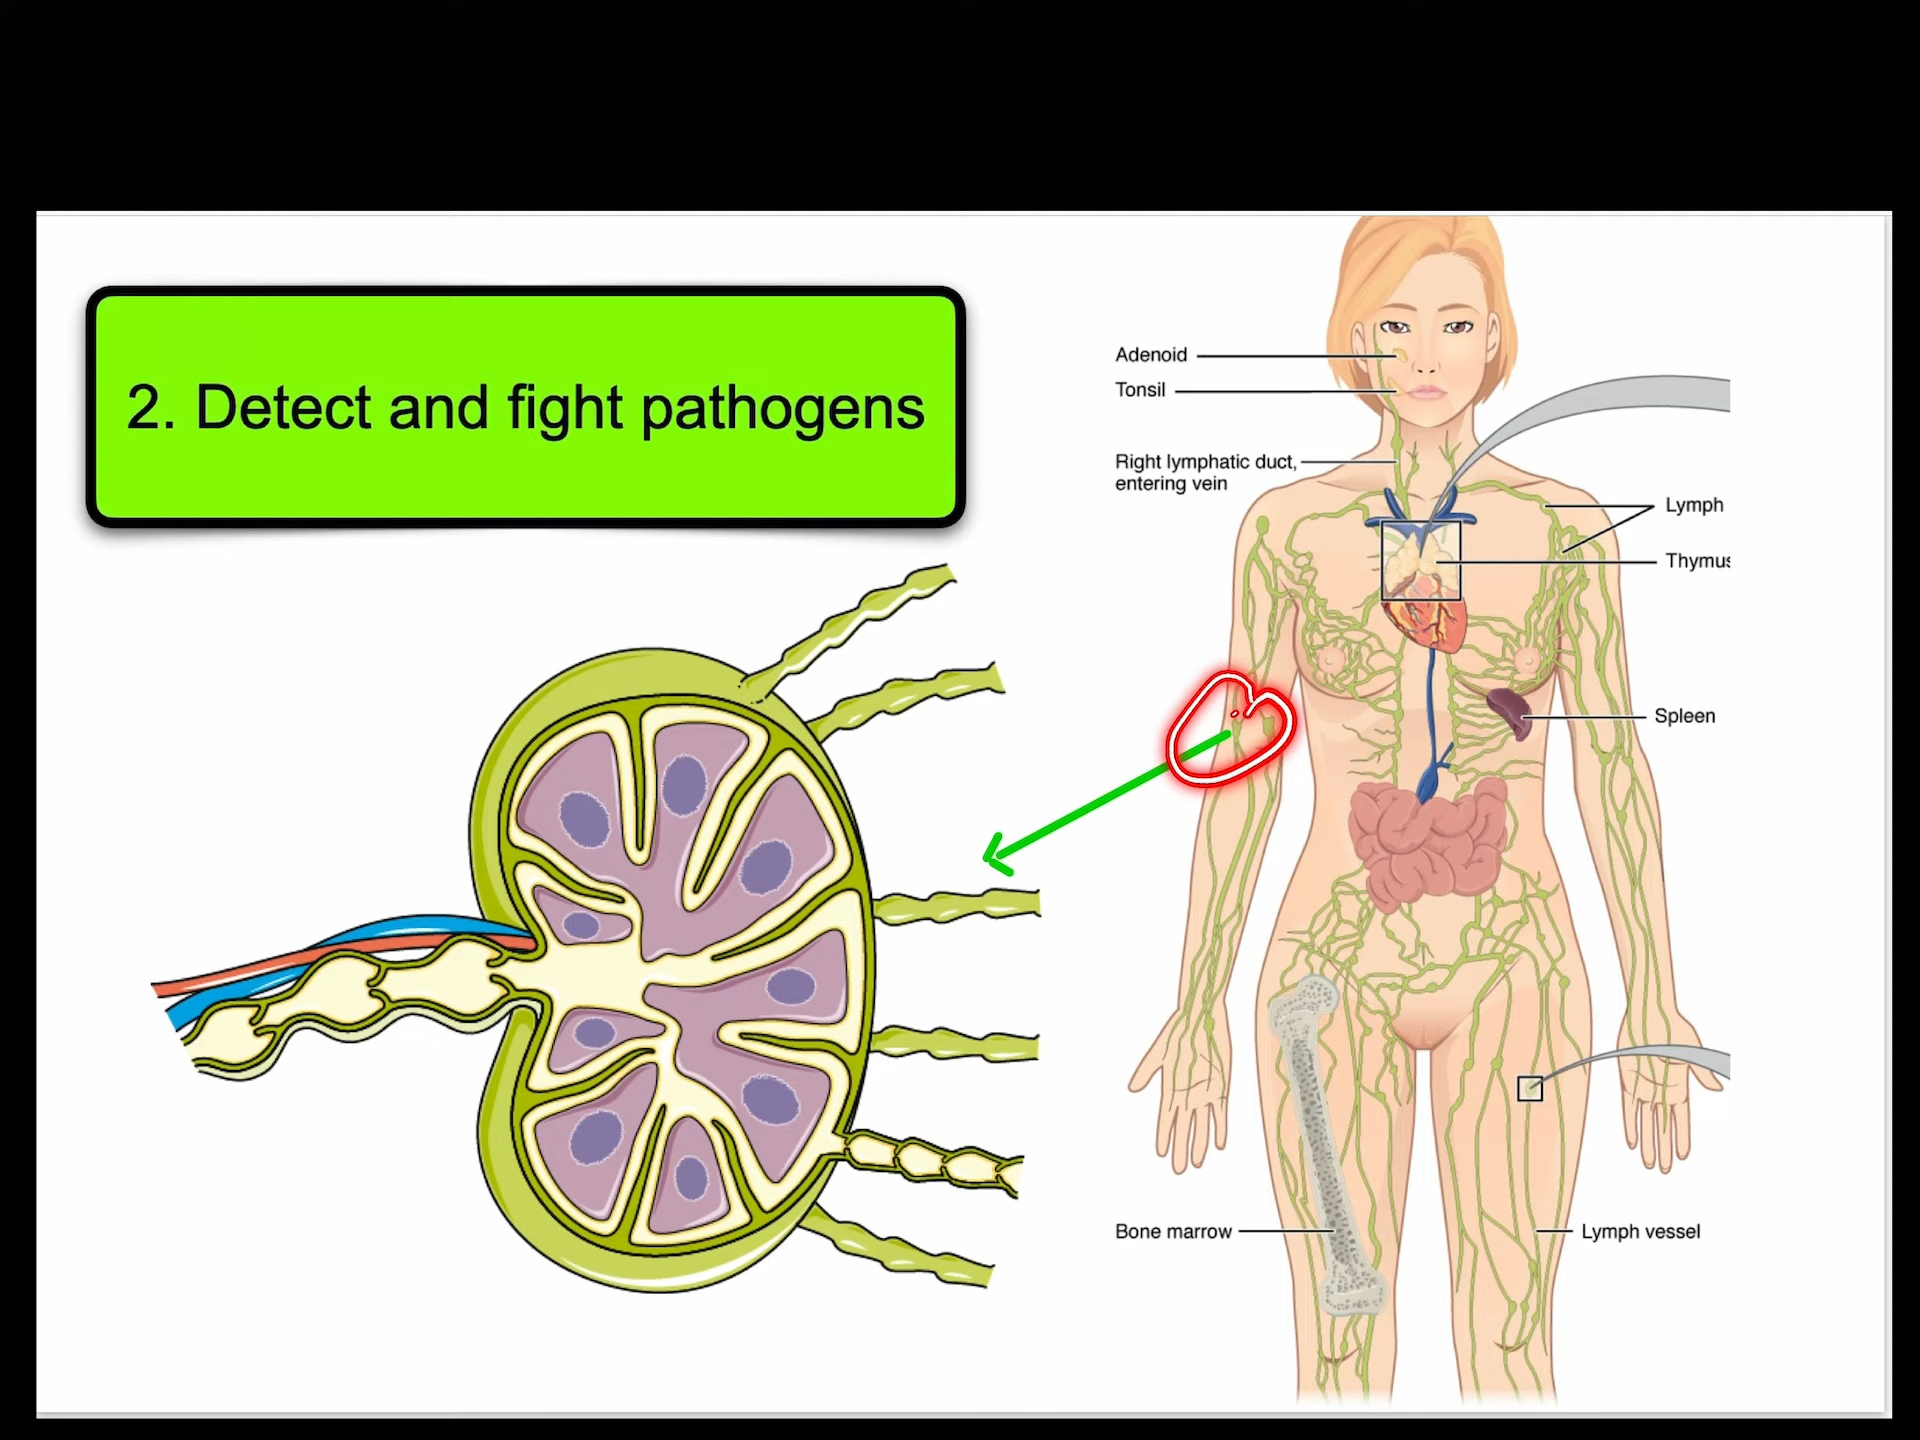 2. Detect and fight pathogens
Adenoid
Tonsil
Right lymphatic duct,
entering vein
Lymph
Thymus
Spleen
Bone marrow
Lymph vessel